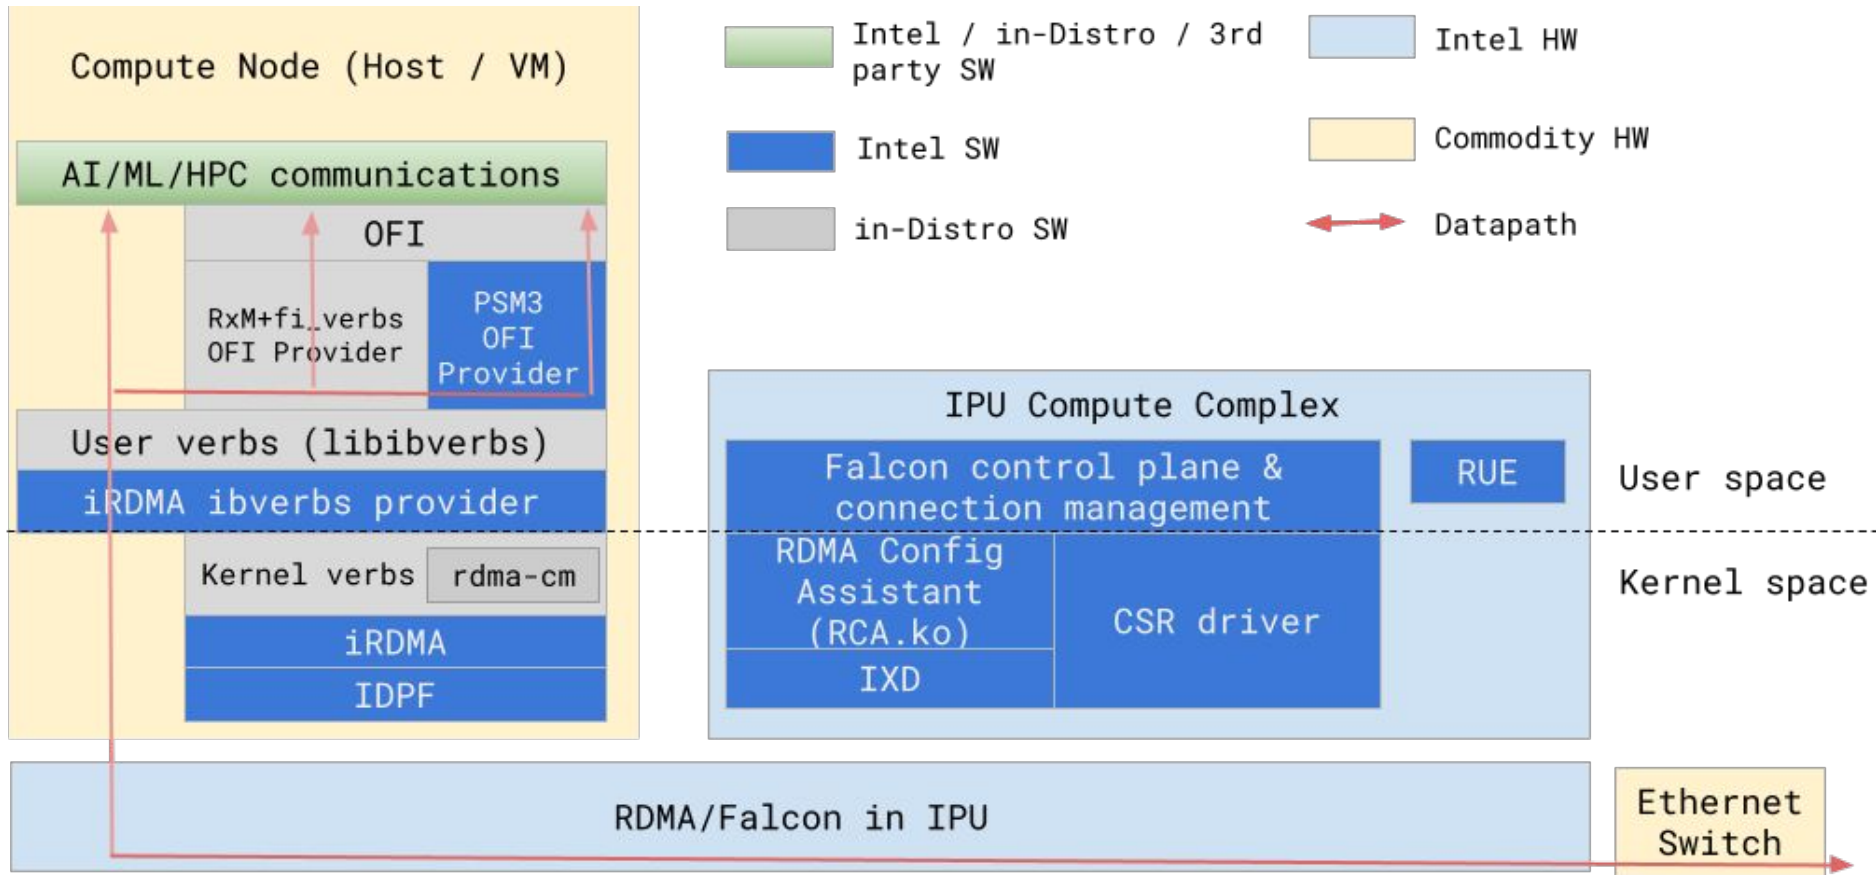 Compute Node (Host / VM)
AI/ML/HPC communications
OFI
RxM+fi_verbs
OFI Provider
PSM3
OFI
Provider
User verbs (libibverbs)
iRDMA ibverbs provider
Kernel verbs
rdma-cm
iRDMA
IDPF
Intel / in-Distro / 3rd
party SW
Intel SW
in-Distro SW
Intel HW
Commodity HW
Datapath
IPU Compute Complex
Falcon control plane &
connection management
RUE
RDMA Config
Assistant
(RCA.ko)
IXD
CSR driver
User space
Kernel space
RDMA/Falcon in IPU
Ethernet
Switch